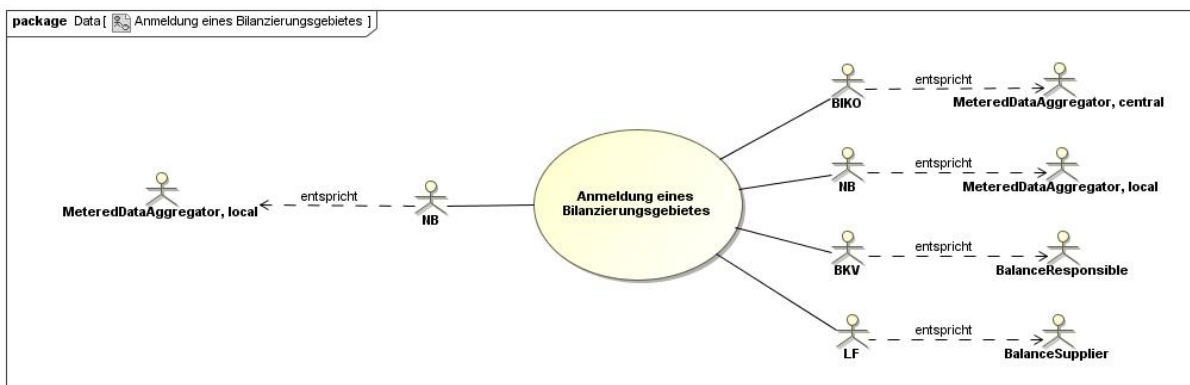 package Data [ Anmeldung eines Bilanzierungsgebietes ]
entspricht
BIKO
MeteredDataAggregator, central
entspricht
NB
MeteredDataAggregator, local
Anmeldung eines
Bilanzierungsgebietes
entspricht
MeteredDataAggregator, local
NB
entspricht
BKV
BalanceResponsible
entspricht
LF
BalanceSupplier